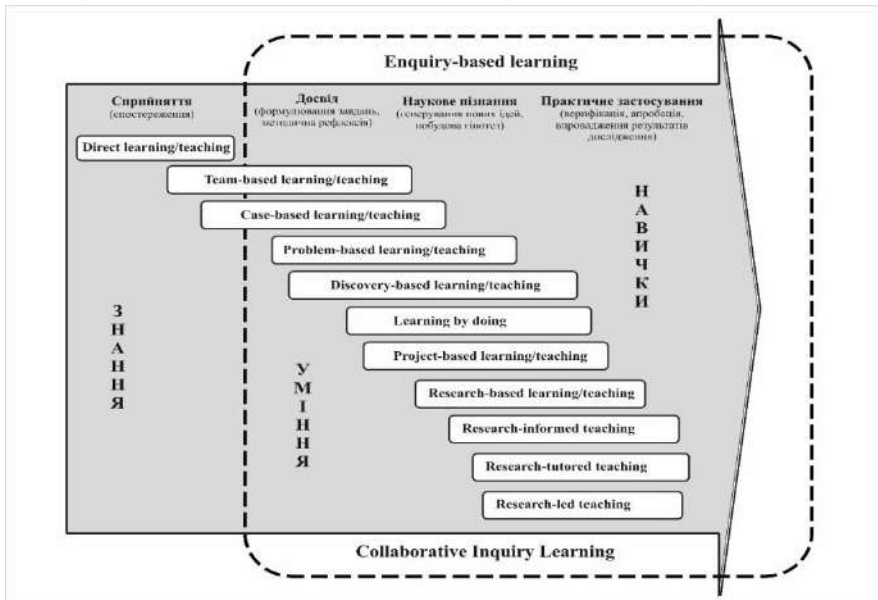 Enquiry-based learning
Сприйняття
(спостереження)
Досвід
(формулювання завдань,
методична рефлексія)
Наукове пізнання
(генерування нових ідей,
побудова гіпотез)
Практичне застосування
(верифікація, апробація,
впровадження результатів
дослідження)
Direct learning/teaching
Team-based learning/teaching
Case-based learning/teaching
Problem-based learning/teaching
Discovery-based learning/teaching
Learning by doing
Project-based learning/teaching
Research-based learning/teaching
Research-informed teaching
Research-tutored teaching
Research-led teaching
ЗНАННЯ
УМІННЯ
НАВИЧКИ
Collaborative Inquiry Learning